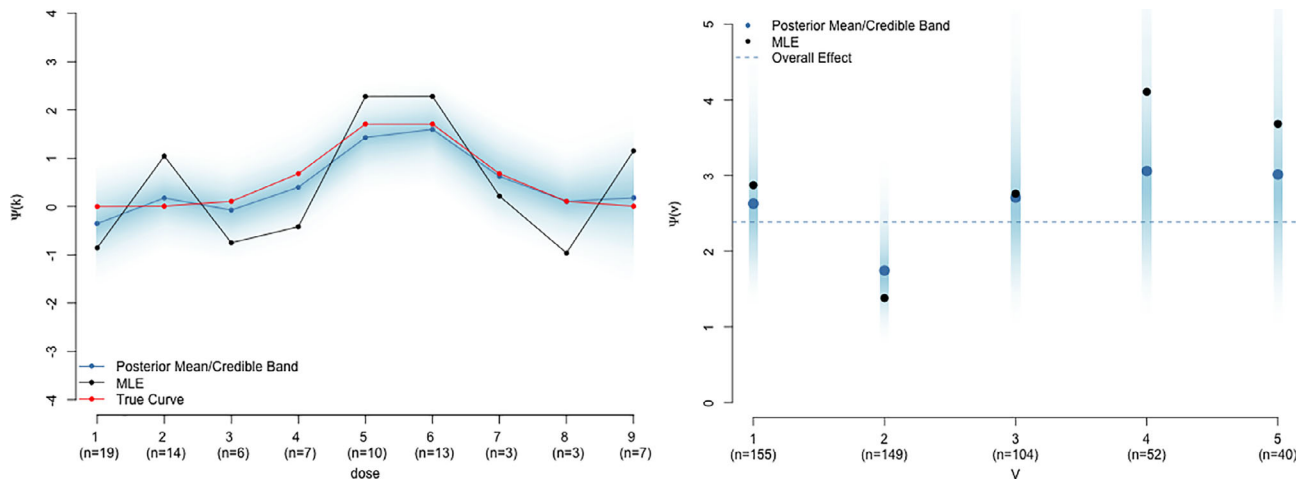 4
3
2
1
0
-1
-2
-3
-4
Ψ(k)
Posterior Mean/Credible Band
MLE
True Curve
1 2 3 4 5 6 7 8 9
(n=19) (n=14) (n=6) (n=7) (n=10) (n=13) (n=3) (n=3) (n=7)
dose
Posterior Mean/Credible Band
MLE
Overall Effect
5
4
3
2
1
0
Ψ(v)
1 2 3 4 5
(n=155) (n=149) (n=104) (n=52) (n=40)
V